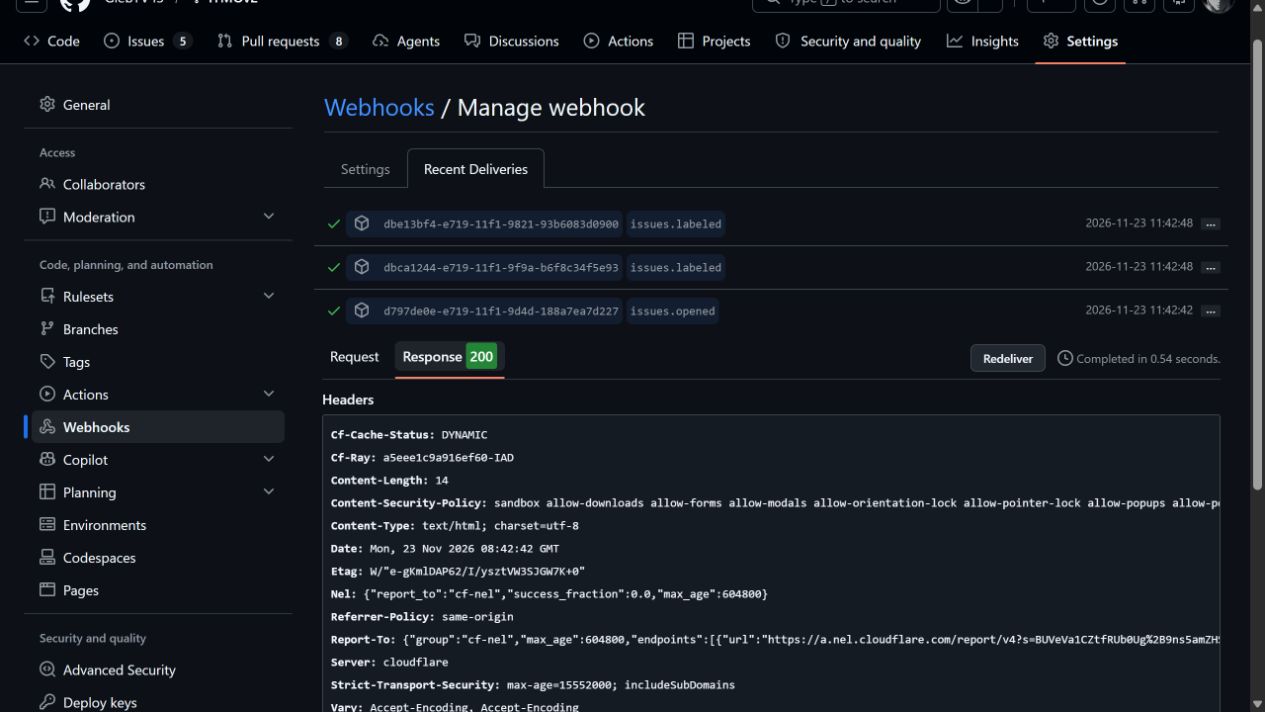 Code Issues 5 Pull requests 8 Agents Discussions Actions Projects Security and quality Insights Settings
General
Access
Collaborators
Moderation
Code, planning, and automation
Rulesets
Branches
Tags
Actions
Webhooks
Copilot
Planning
Environments
Codespaces
Pages
Security and quality
Advanced Security
Deploy keys
Webhooks / Manage webhook
Settings Recent Deliveries
dbe13bf4-e719-11f1-9821-93b6083d0900 issues.labeled 2026-11-23 11:42:48 ...
dbca1244-e719-11f1-9f9a-b6f8c34f5e93 issues.labeled 2026-11-23 11:42:48 ...
d797de0e-e719-11f1-9d4d-188a7ea7d227 issues.opened 2026-11-23 11:42:42 ...
Request Response 200 Redeliver Completed in 0.54 seconds.
Headers
Cf-Cache-Status: DYNAMIC
Cf-Ray: a5eee1c9a916ef60-IAD
Content-Length: 14
Content-Security-Policy: sandbox allow-downloads allow-forms allow-modals allow-orientation-lock allow-pointer-lock allow-popups
Content-Type: text/html; charset=utf-8
Date: Mon, 23 Nov 2026 08:42:42 GMT
Etag: W/"e-gKmlDAP62/I/ysztVW3SJGW7K+0"
Nel: {"report_to":"cf-nel","success_fraction":0.0,"max_age":604800}
Referrer-Policy: same-origin
Report-To: {"group":"cf-nel","max_age":604800,"endpoints":[{"url":"https://a.nel.cloudflare.com/report/v4?s=BUVeVa1CZtfRUb0Ug%2B9ns5amZH
Server: cloudflare
Strict-Transport-Security: max-age=15552000; includeSubDomains
Vary: Accept-Encoding, Accept-Encoding